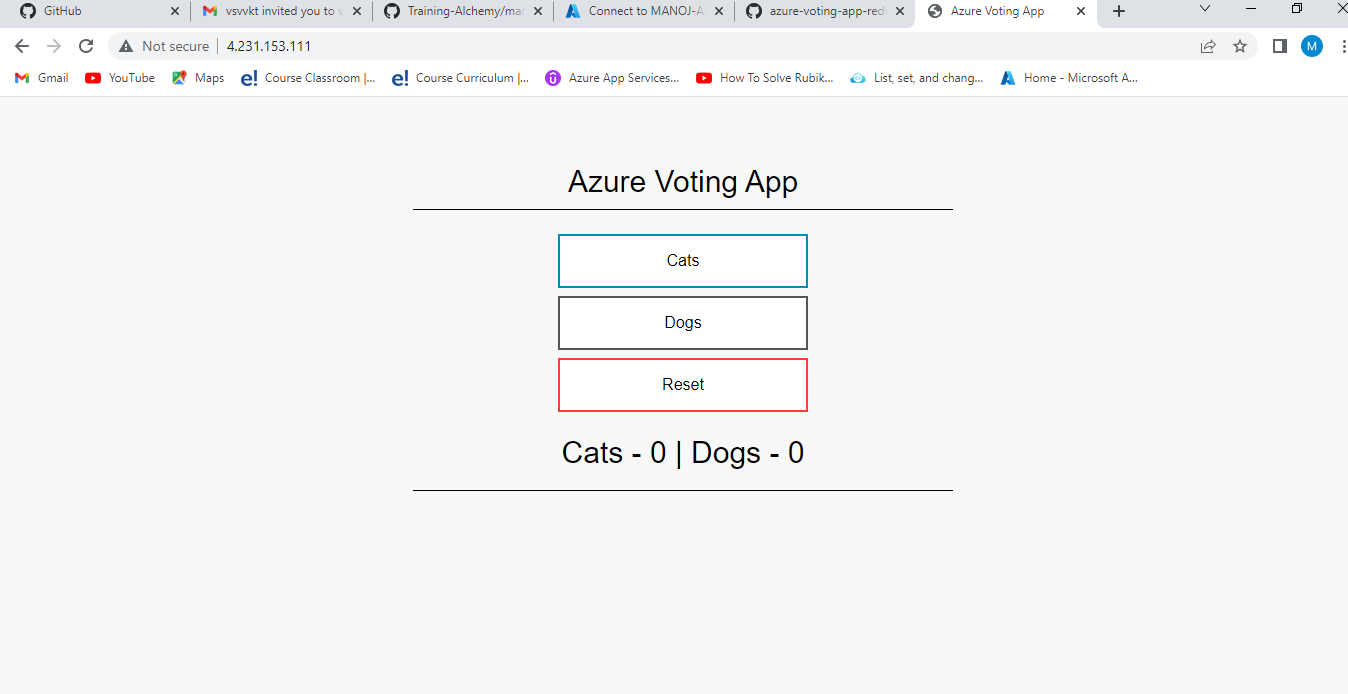 GitHub
vsvvkt invited you to v
Training-Alchemy/ma
Connect to MANOJ-A
azure-voting-app-red
Azure Voting App
Not secure
4.231.153.111
M
Gmail
YouTube
Maps
e! Course Classroom |...
e! Course Curriculum |...
Azure App Services...
How To Solve Rubik...
List, set, and chang...
Home - Microsoft A...
Azure Voting App
Cats
Dogs
Reset
Cats - 0 | Dogs - 0